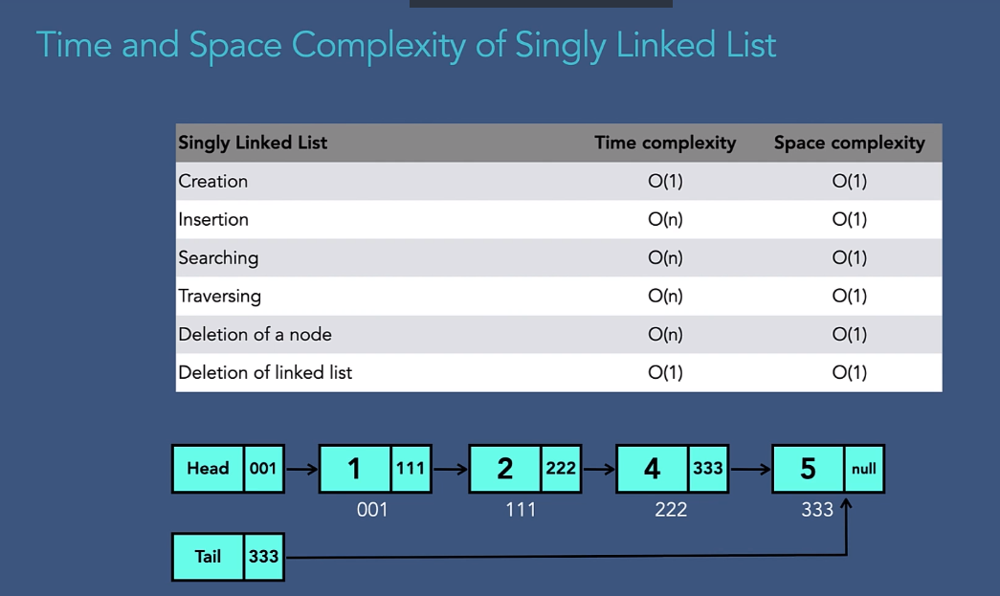 Time and Space Complexity of Singly Linked List
Singly Linked List Time complexity Space complexity
Creation O(1) O(1)
Insertion O(n) O(1)
Searching O(n) O(1)
Traversing O(n) O(1)
Deletion of a node O(n) O(1)
Deletion of linked list O(1) O(1)
Head 001 1 111 2 222 4 333 5 null
001 111 222 333
Tail 333